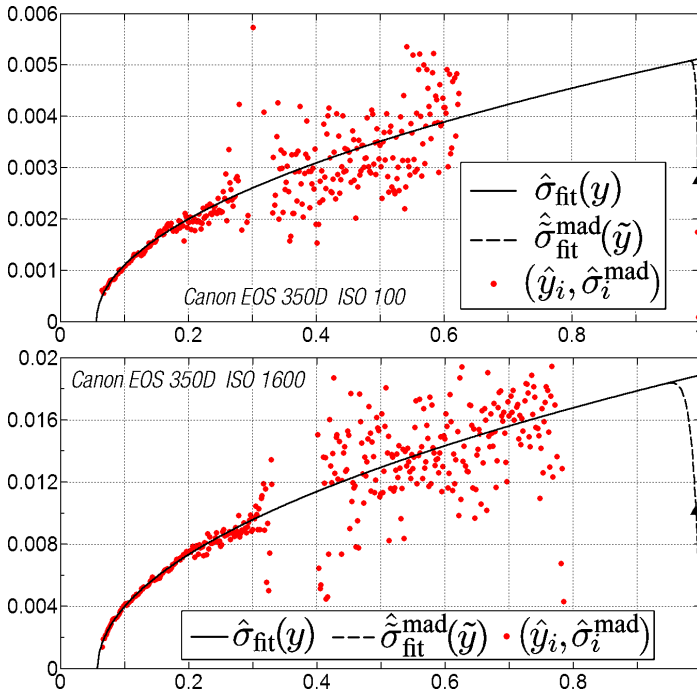 0.006
0.005
0.004
0.003
0.002
0.001
0
σ̂fit(y)
σ̃̂fit^mad(ỹ)
(ŷi, σ̂i^mad)
Canon EOS 350D ISO 100
0 0.2 0.4 0.6 0.8
0.02
0.016
0.012
0.008
0.004
0
Canon EOS 350D ISO 1600
σ̂fit(y) σ̃̂fit^mad(ỹ) (ŷi, σ̂i^mad)
0 0.2 0.4 0.6 0.8